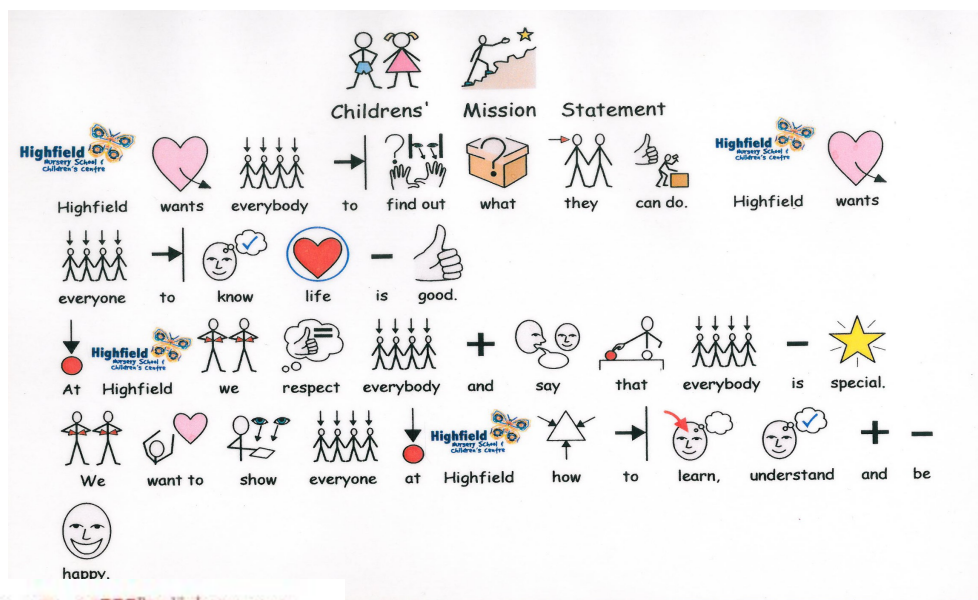 Childrens' Mission Statement
Highfield Nursery School & Children's Centre
Highfield Nursery School & Children's Centre
Highfield wants everybody to find out what they can do. Highfield wants
everyone to know life is good.
Highfield Nursery School & Children's Centre
At Highfield we respect everybody and say that everybody is special.
Highfield Nursery School & Children's Centre
We want to show everyone at Highfield how to learn, understand and be
happy.